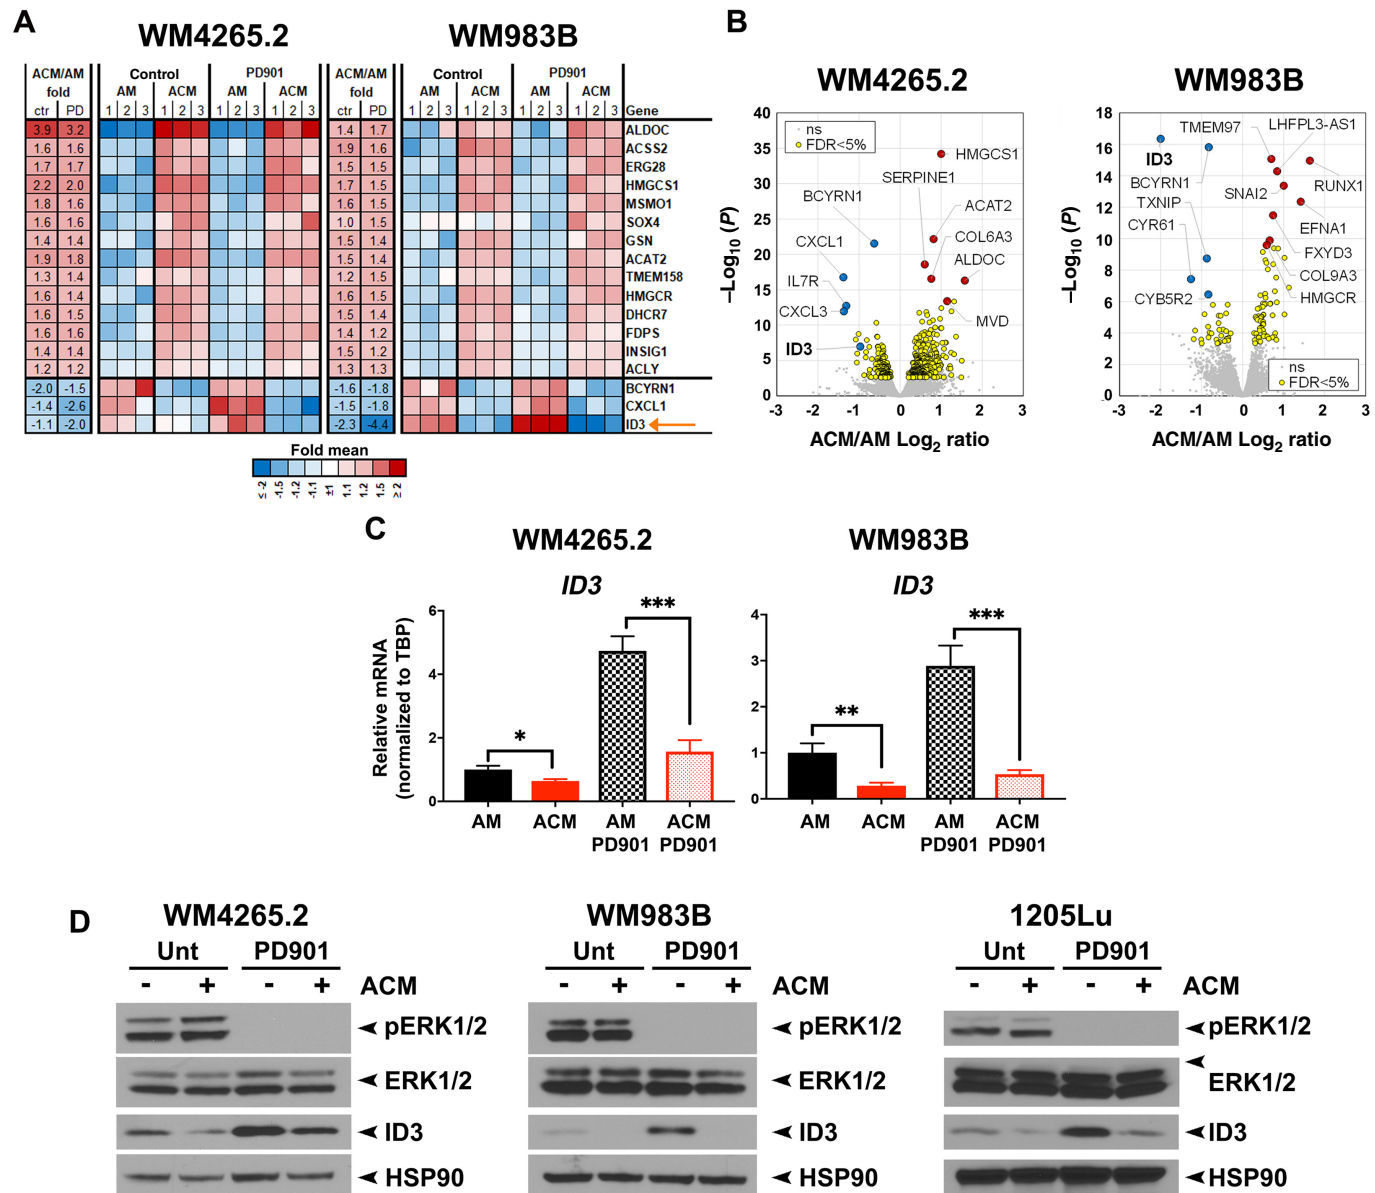 A
WM4265.2
WM983B
ACM/AM
fold
ctr PD
Control
PD901
AM ACM AM ACM
1 2 3 1 2 3 1 2 3 1 2 3
ACM/AM
fold
ctr PD
Control
PD901
AM ACM AM ACM
1 2 3 1 2 3 1 2 3 1 2 3
Gene
3.9 3.2 1.4 1.7 ALDOC
1.6 1.6 1.9 1.6 ACSS2
1.7 1.7 1.5 1.5 ERG28
2.2 2.0 1.7 1.5 HMGCS1
1.8 1.6 1.5 1.5 MSMO1
1.6 1.6 1.0 1.5 SOX4
1.4 1.4 1.5 1.4 GSN
1.9 1.8 1.5 1.4 ACAT2
1.3 1.4 1.2 1.5 TMEM158
1.6 1.4 1.6 1.5 HMGCR
1.6 1.5 1.5 1.4 DHCR7
1.6 1.6 1.4 1.2 FDPS
1.4 1.4 1.5 1.2 INSIG1
1.2 1.2 1.3 1.3 ACLY
-2.0 -1.5 -1.6 -1.8 BCYRN1
-1.4 -2.6 -1.5 -1.8 CXCL1
-1.1 -2.0 -2.3 -4.4 ID3
Fold mean
≤ -2 -1.5 -1.2 -1.1 ±1 1.1 1.2 1.5 ≥ 2
B
WM4265.2
–Log10 (P)
40
35
30
25
20
15
10
5
0
ns
FDR<5%
HMGCS1
SERPINE1
BCYRN1
ACAT2
CXCL1
COL6A3
ALDOC
IL7R
CXCL3
MVD
ID3
-3 -2 -1 0 1 2 3
ACM/AM Log2 ratio
WM983B
–Log10 (P)
18
16
14
12
10
8
6
4
2
0
TMEM97
LHFPL3-AS1
ID3
BCYRN1
RUNX1
SNAI2
TXNIP
CYR61
EFNA1
FXYD3
COL9A3
CYB5R2
HMGCR
ns
FDR<5%
-3 -2 -1 0 1 2 3
ACM/AM Log2 ratio
C
WM4265.2
ID3
Relative mRNA
(normalized to TBP)
6
4
2
0
*
***
AM ACM AM PD901 ACM PD901
WM983B
ID3
4
3
2
1
0
**
***
AM ACM AM PD901 ACM PD901
D
WM4265.2
Unt PD901
- + - + ACM
pERK1/2
ERK1/2
ID3
HSP90
WM983B
Unt PD901
- + - + ACM
pERK1/2
ERK1/2
ID3
HSP90
1205Lu
Unt PD901
- + - + ACM
pERK1/2
ERK1/2
ID3
HSP90